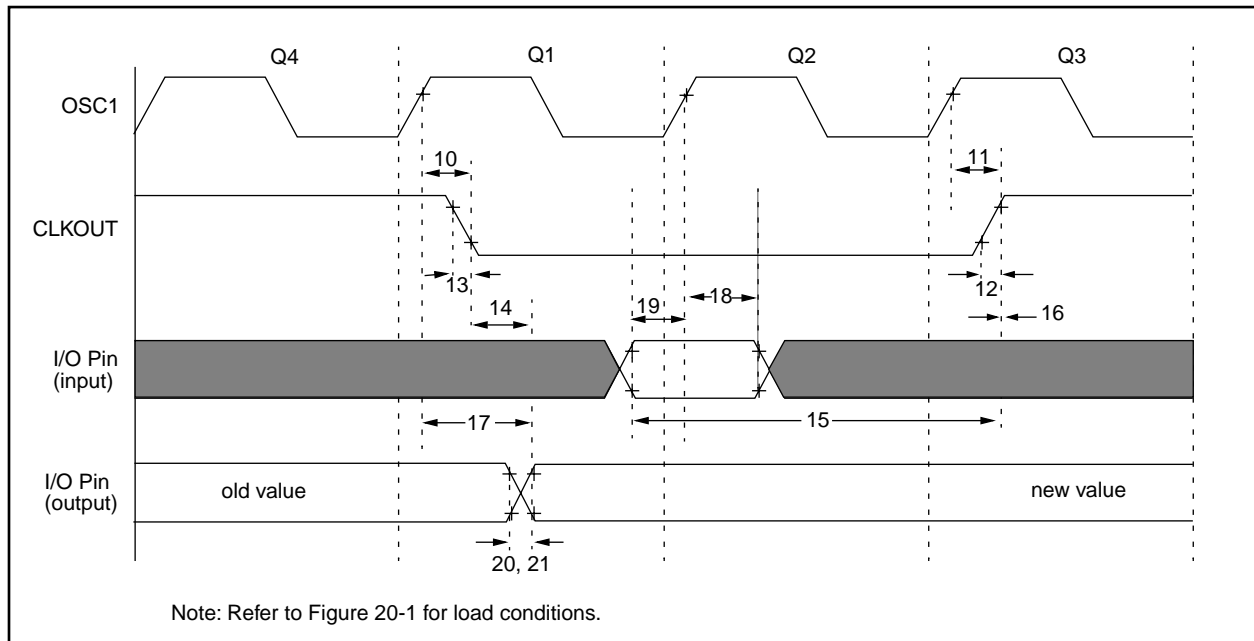 Q4 Q1 Q2 Q3
OSC1
10 11
CLKOUT
13 12
14 19 18 16
I/O Pin
(input)
17 15
I/O Pin
(output)
old value new value
20, 21
Note: Refer to Figure 20-1 for load conditions.